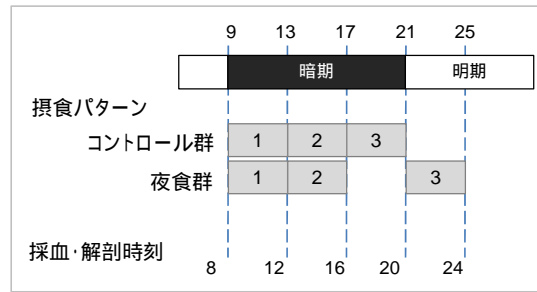 9 13 17 21 25
暗期 明期
摂食パターン
コントロール群 1 2 3
夜食群 1 2 3
採血・解剖時刻
8 12 16 20 24